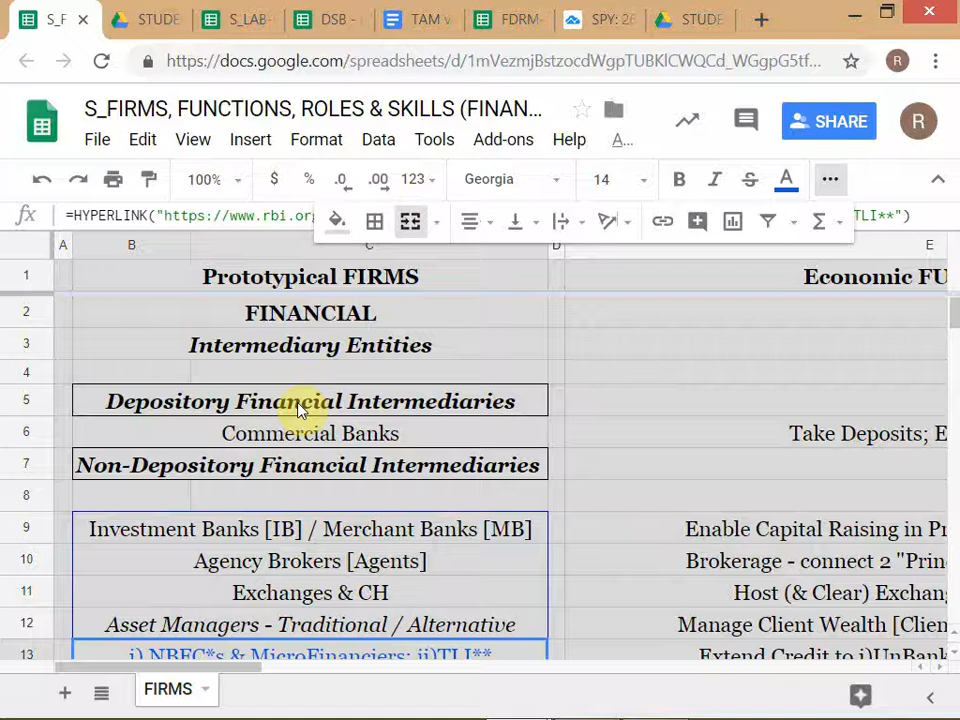 S_F
STUDE
S_LAB-
DSB -
TAM v
FDRM-
SPY: 26
STUDE
https://docs.google.com/spreadsheets/d/1mVezmjBstzocdWgpTUBKlCWQCd_WGgpG5tf...
R
S_FIRMS, FUNCTIONS, ROLES & SKILLS (FINAN...
SHARE
R
File Edit View Insert Format Data Tools Add-ons Help A...
100% $ % .0 .00 123 Georgia 14 B I S A
fx =HYPERLINK("https://www.rbi.org TLI**")
A B C D E
1 Prototypical FIRMS Economic FU
2 FINANCIAL
3 Intermediary Entities
4
5 Depository Financial Intermediaries
6 Commercial Banks Take Deposits; E
7 Non-Depository Financial Intermediaries
8
9 Investment Banks [IB] / Merchant Banks [MB] Enable Capital Raising in Pr
10 Agency Brokers [Agents] Brokerage - connect 2 "Prin
11 Exchanges & CH Host (& Clear) Exchan
12 Asset Managers - Traditional / Alternative Manage Client Wealth [Clien
13 i) NBFC*s & MicroFinanciers; ii)TLI** Extend Credit to i)UnBank
FIRMS